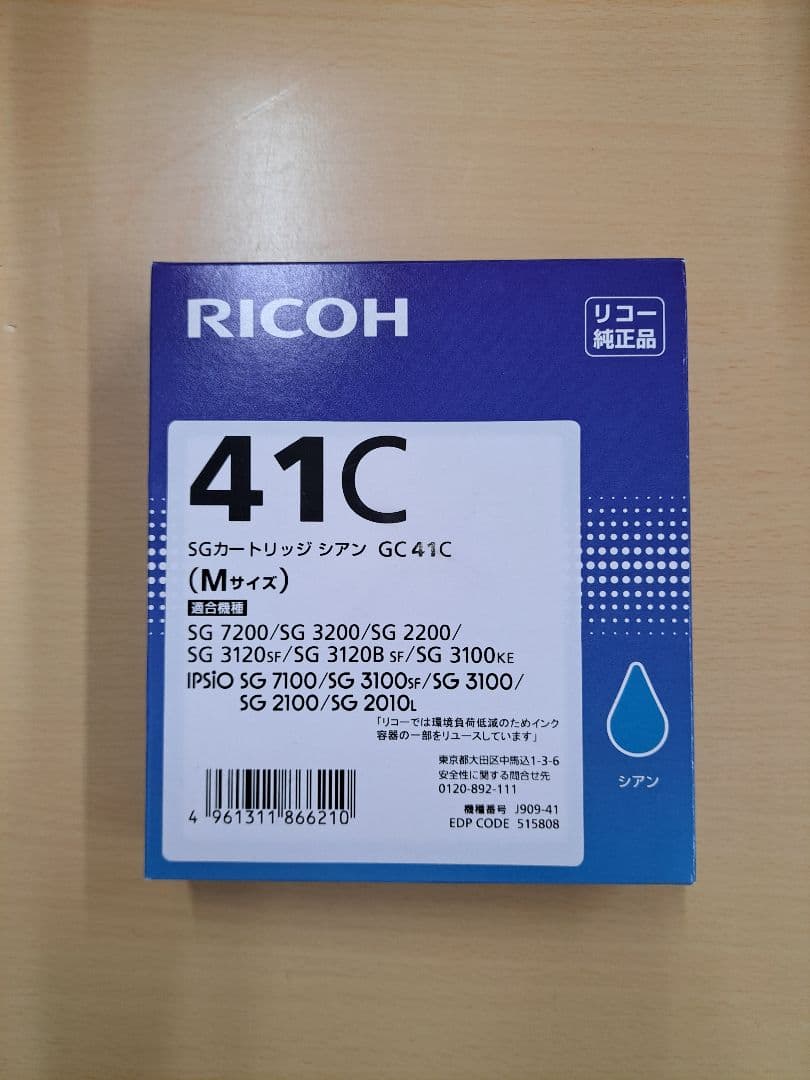 RICOH
リコー
純正品
41C
SGカートリッジ シアン GC 41C
(Mサイズ)
適合機種
SG 7200/SG 3200/SG 2200/
SG 3120SF/SG 3120B SF/SG 3100KE
IPSiO SG 7100/SG 3100SF/SG 3100/
SG 2100/SG 2010L
「リコーでは環境負荷低減のためインク
容器の一部をリユースしています」
東京都大田区中馬込1-3-6
安全性に関する問合せ先
0120-892-111
機種番号 J909-41
EDP CODE 515808
4 961311 866210
シアン